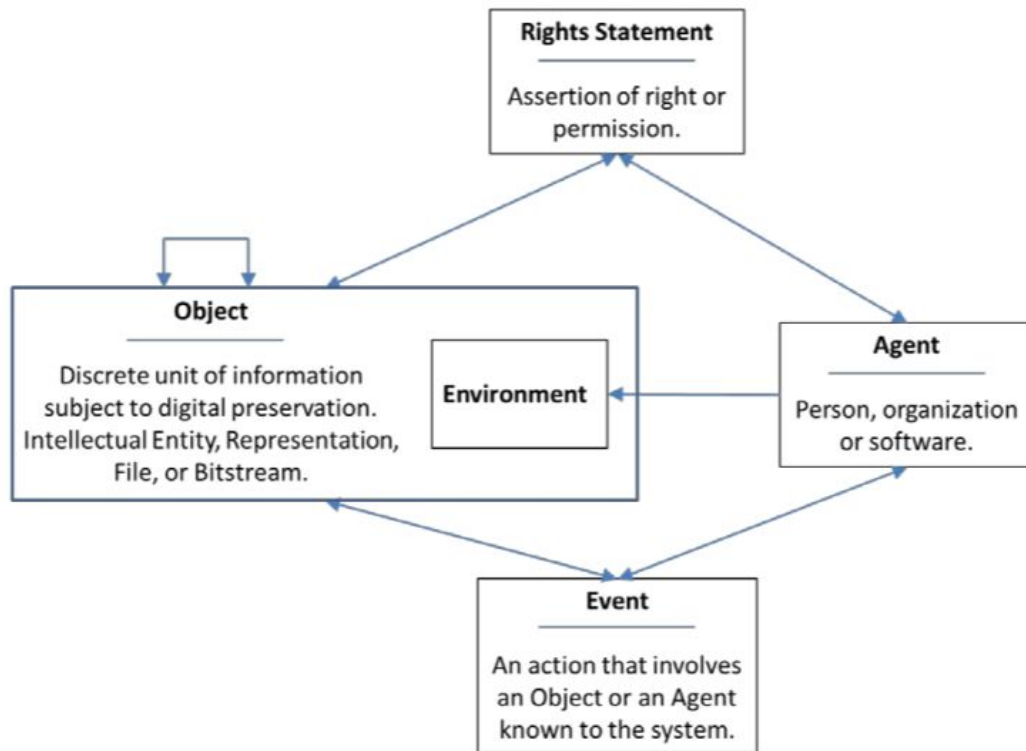 Rights Statement
Assertion of right or
permission.
Object
Discrete unit of information
subject to digital preservation.
Intellectual Entity, Representation,
File, or Bitstream.
Environment
Agent
Person, organization
or software.
Event
An action that involves
an Object or an Agent
known to the system.